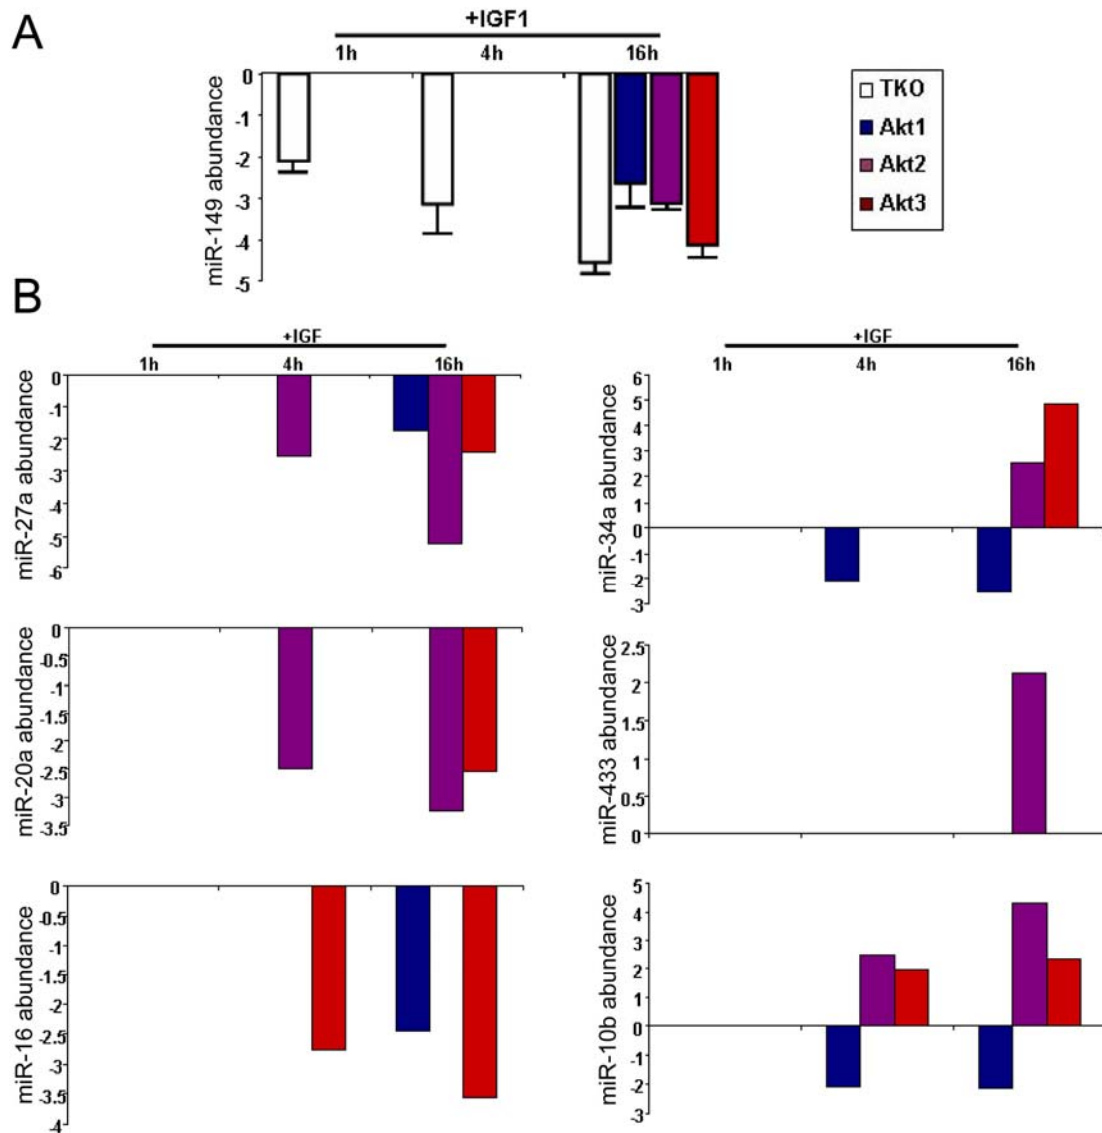 A
+IGF1
1h 4h 16h
0
-1
-2
-3
-4
-5
miR-149 abundance
TKO
Akt1
Akt2
Akt3
B
+IGF
1h 4h 16h
0
-1
-2
-3
-4
-5
-6
miR-27a abundance
+IGF
1h 4h 16h
6
5
4
3
2
1
0
-1
-2
-3
miR-34a abundance
0
-0.5
-1
-1.5
-2
-2.5
-3
-3.5
miR-20a abundance
2.5
2
1.5
1
0.5
0
miR-433 abundance
0
-0.5
-1
-1.5
-2
-2.5
-3
-3.5
-4
miR-16 abundance
5
4
3
2
1
0
-1
-2
-3
miR-10b abundance